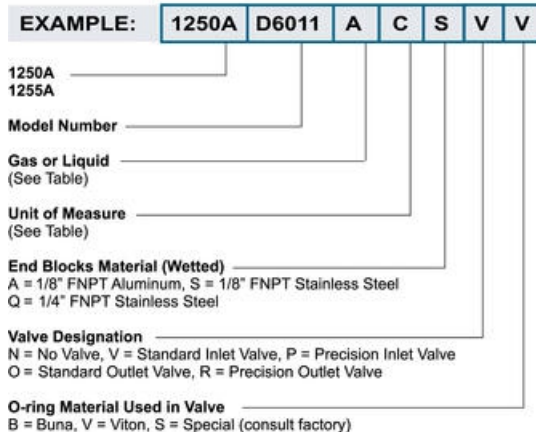 EXAMPLE: 1250A D6011 A C S V V
1250A
1255A
Model Number
Gas or Liquid
(See Table)
Unit of Measure
(See Table)
End Blocks Material (Wetted)
A = 1/8" FNPT Aluminum, S = 1/8" FNPT Stainless Steel
Q = 1/4" FNPT Stainless Steel
Valve Designation
N = No Valve, V = Standard Inlet Valve, P = Precision Inlet Valve
O = Standard Outlet Valve, R = Precision Outlet Valve
O-ring Material Used in Valve
B = Buna, V = Viton, S = Special (consult factory)